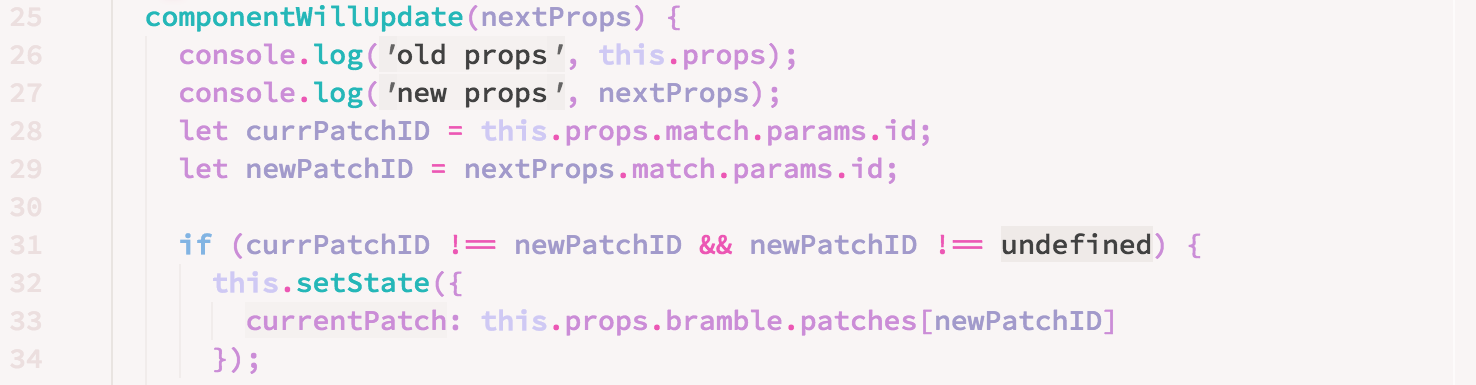 25 componentWillUpdate(nextProps) {
26 console.log('old props', this.props);
27 console.log('new props', nextProps);
28 let currPatchID = this.props.match.params.id;
29 let newPatchID = nextProps.match.params.id;
30
31 if (currPatchID !== newPatchID && newPatchID !== undefined) {
32 this.setState({
33 currentPatch: this.props.bramble.patches[newPatchID]
34 });